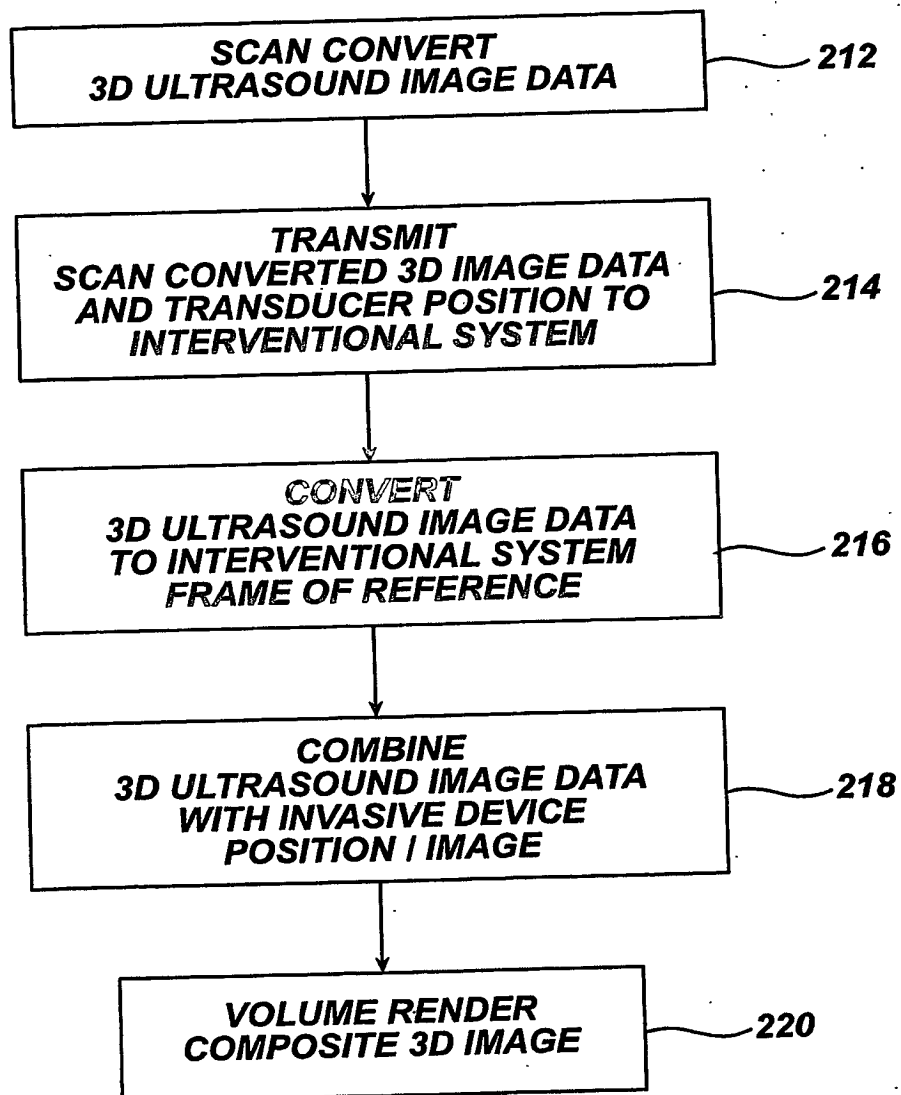 SCAN CONVERT
3D ULTRASOUND IMAGE DATA
212
TRANSMIT
SCAN CONVERTED 3D IMAGE DATA
AND TRANSDUCER POSITION TO
INTERVENTIONAL SYSTEM
214
CONVERT
3D ULTRASOUND IMAGE DATA
TO INTERVENTIONAL SYSTEM
FRAME OF REFERENCE
216
COMBINE
3D ULTRASOUND IMAGE DATA
WITH INVASIVE DEVICE
POSITION / IMAGE
218
VOLUME RENDER
COMPOSITE 3D IMAGE
220